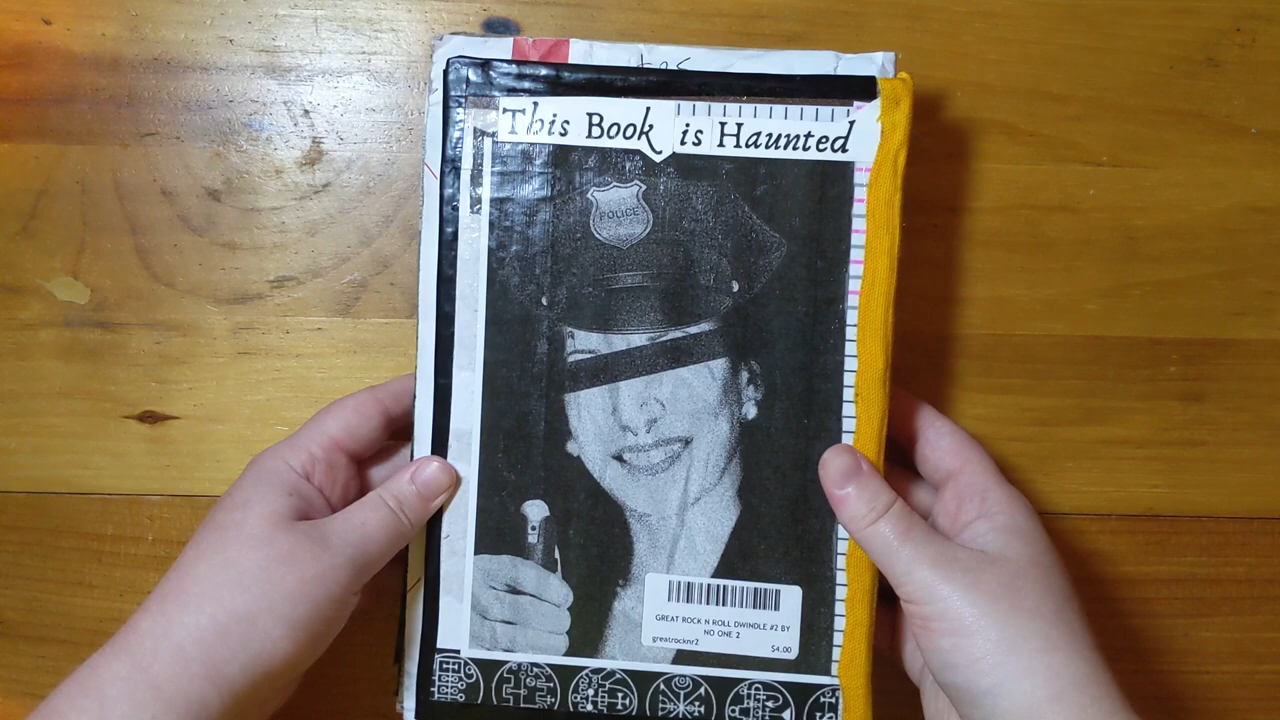 This Book is Haunted
POLICE
GREAT ROCK N ROLL DWINDLE #2 BY
NO ONE 2
greatrocknr2
$4.00